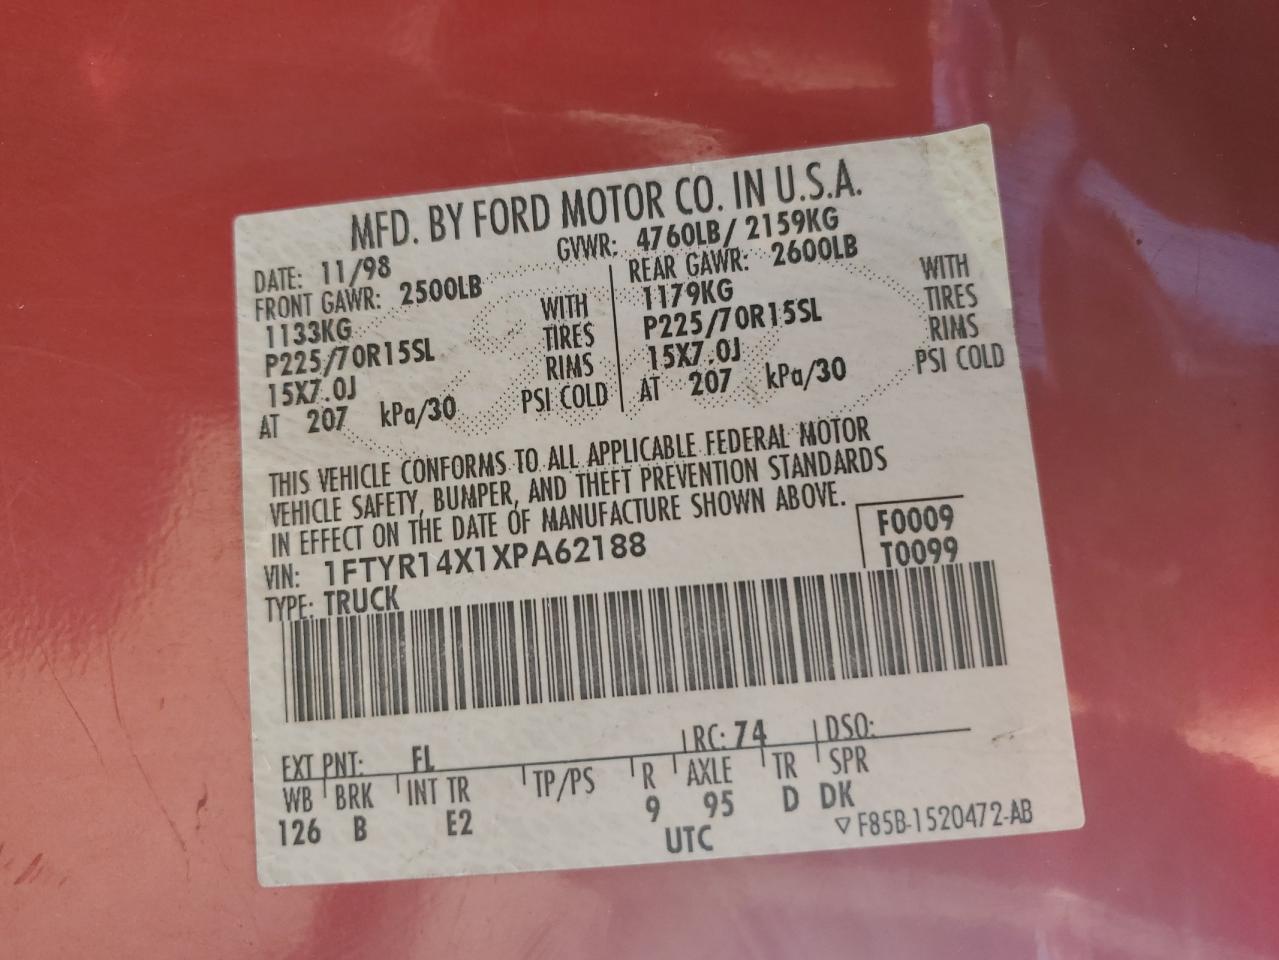 MFD. BY FORD MOTOR CO. IN U.S.A.
DATE: 11/98
GVWR: 4760LB/ 2159KG
FRONT GAWR: 2500LB
1133KG
WITH
P225/70R15SL
TIRES
15X7.0J
RIMS
AT 207 kPa/30 PSI COLD
REAR GAWR: 2600LB
1179KG
WITH
P225/70R15SL
TIRES
15X7.0J
RIMS
AT 207 kPa/30 PSI COLD
THIS VEHICLE CONFORMS TO ALL APPLICABLE FEDERAL MOTOR
VEHICLE SAFETY, BUMPER, AND THEFT PREVENTION STANDARDS
IN EFFECT ON THE DATE OF MANUFACTURE SHOWN ABOVE.
F0009
T0099
VIN: 1FTYR14X1XPA62188
TYPE: TRUCK
EXT PNT: FL RC: 74 DSO:
WB BRK INT TR TP/PS R AXLE TR SPR
126 B E2 9 95 D DK
UTC
▽ F85B-1520472-AB